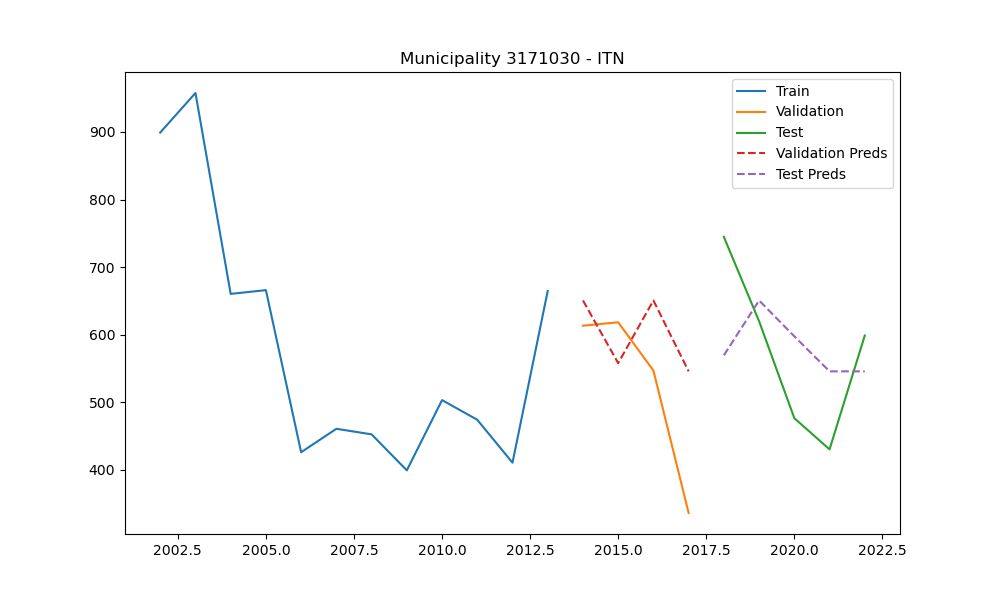 Municipality 3171030 - ITN
Train
Validation
Test
Validation Preds
Test Preds
900
800
700
600
500
400
2002.5 2005.0 2007.5 2010.0 2012.5 2015.0 2017.5 2020.0 2022.5